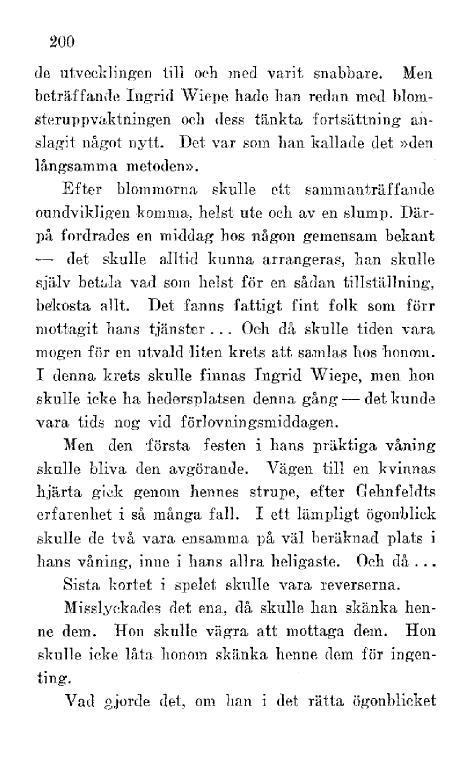 200
de utvecklingen till och med varit snabbare. Men
beträffande Ingrid Wiepe hade han redan med blom-
steruppvaktningen och dess tänkta fortsättning an-
slagit något nytt. Det var som han kallade det »den
långsamma metoden».
Efter blommorna skulle ett sammanträffande
oundvikligen komma, helst ute och av en slump. Där-
på fordrades en middag hos någon gemensam bekant
— det skulle alltid kunna arrangeras, han skulle
själv betala vad som helst för en sådan tillställning,
bekosta allt. Det fanns fattigt fint folk som förr
mottagit hans tjänster... Och då skulle tiden vara
mogen för en utvald liten krets att samlas hos honom.
I denna krets skulle finnas Ingrid Wiepe, men hon
skulle icke ha hedersplatsen denna gång — det kunde
vara tids nog vid förlovningsmiddagen.
Men den första festen i hans präktiga våning
skulle bliva den avgörande. Vägen till en kvinnas
hjärta gick genom hennes strupe, efter Gehnfeldts
erfarenhet i så många fall. I ett lämpligt ögonblick
skulle de två vara ensamma på väl beräknad plats i
hans våning, inne i hans allra heligaste. Och då...
Sista kortet i spelet skulle vara reverserna.
Misslyckades det ena, då skulle han skänka hen-
ne dem. Hon skulle vägra att mottaga dem. Hon
skulle icke låta honom skänka henne dem för ingen-
ting.
Vad gjorde det, om han i det rätta ögonblicket